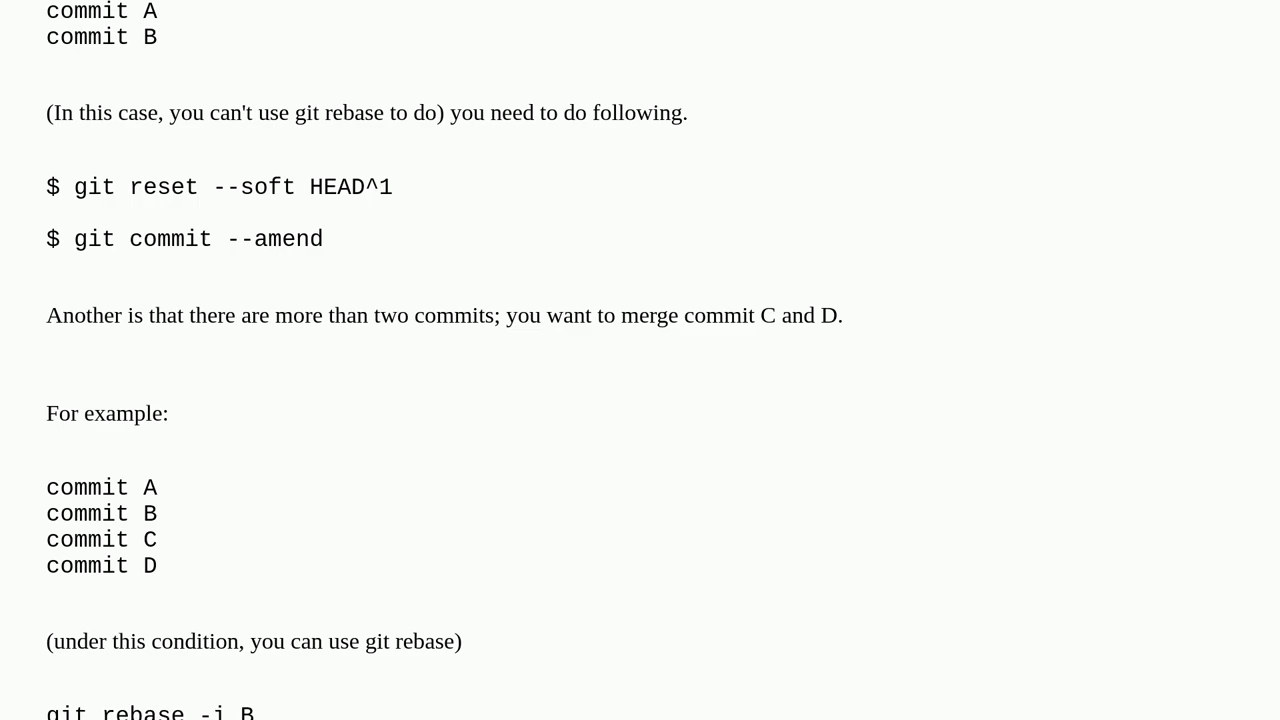 commit A
commit B
(In this case, you can't use git rebase to do) you need to do following.
$ git reset --soft HEAD^1
$ git commit --amend
Another is that there are more than two commits; you want to merge commit C and D.
For example:
commit A
commit B
commit C
commit D
(under this condition, you can use git rebase)
git rebase -i B